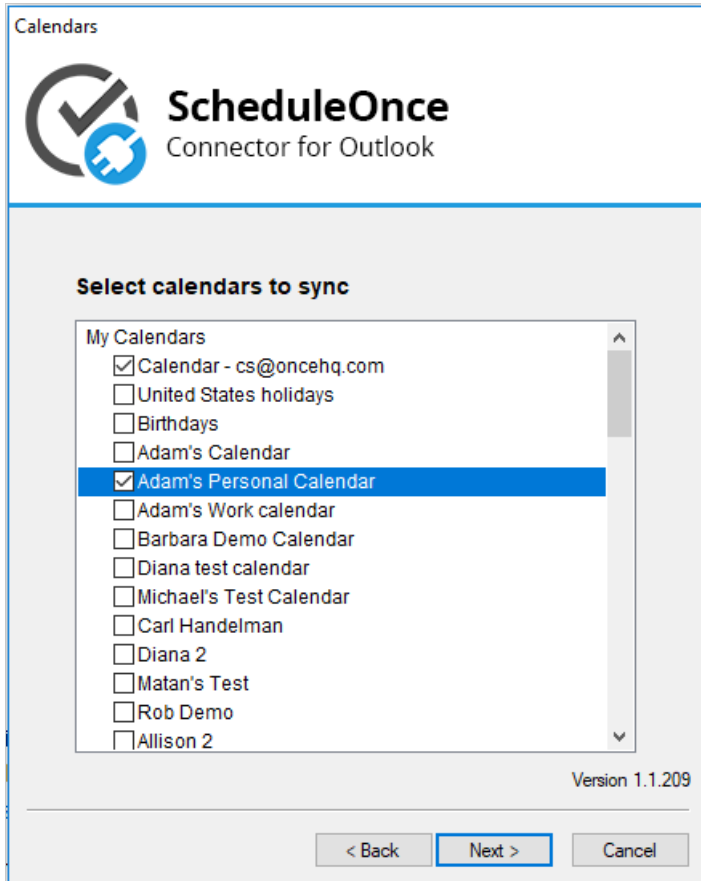 Calendars
ScheduleOnce
Connector for Outlook
Select calendars to sync
My Calendars
Calendar - cs@oncehq.com
United States holidays
Birthdays
Adam's Calendar
Adam's Personal Calendar
Adam's Work calendar
Barbara Demo Calendar
Diana test calendar
Michael's Test Calendar
Carl Handelman
Diana 2
Matan's Test
Rob Demo
Allison 2
Version 1.1.209
< Back Next > Cancel